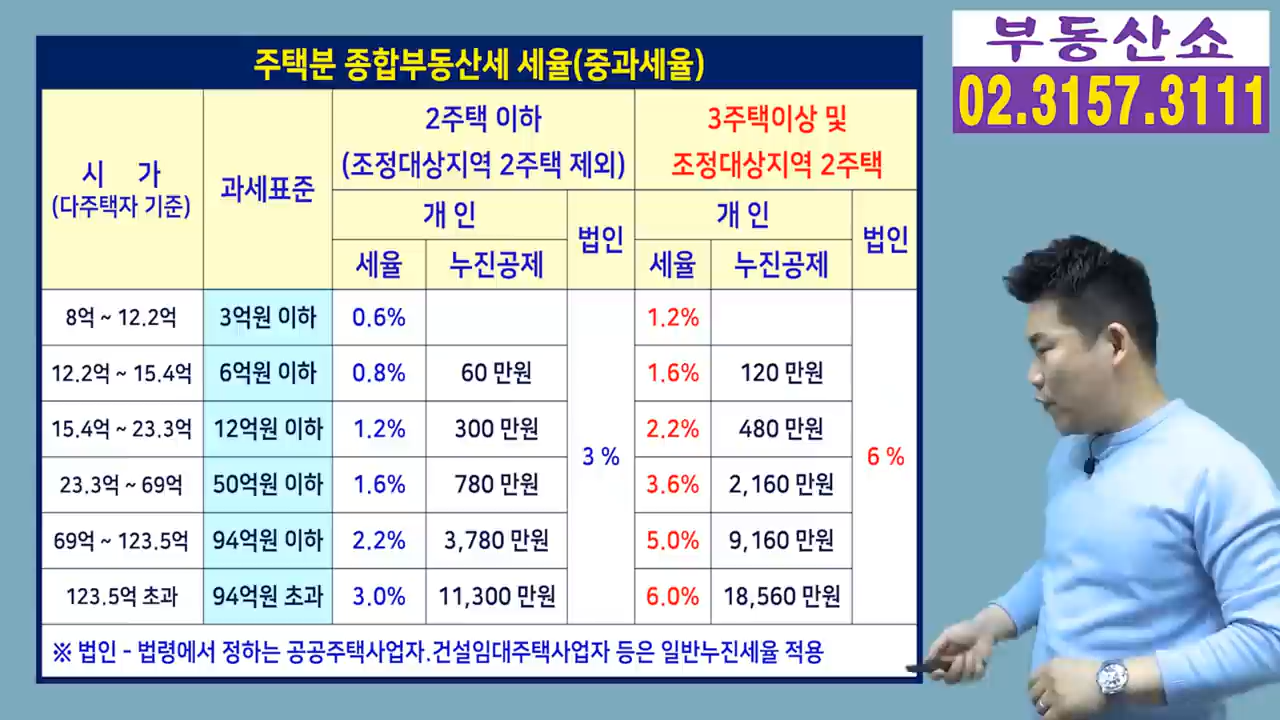 부동산쇼
02.3157.3111
주택분 종합부동산세 세율(중과세율)
시 가
(다주택자 기준)
과세표준
2주택 이하
(조정대상지역 2주택 제외)
3주택이상 및
조정대상지역 2주택
개 인
법인
개 인
법인
세율
누진공제
세율
누진공제
8억 ~ 12.2억 3억원 이하 0.6% 1.2%
12.2억 ~ 15.4억 6억원 이하 0.8% 60 만원 1.6% 120 만원
15.4억 ~ 23.3억 12억원 이하 1.2% 300 만원 2.2% 480 만원
3 % 6 %
23.3억 ~ 69억 50억원 이하 1.6% 780 만원 3.6% 2,160 만원
69억 ~ 123.5억 94억원 이하 2.2% 3,780 만원 5.0% 9,160 만원
123.5억 초과 94억원 초과 3.0% 11,300 만원 6.0% 18,560 만원
※ 법인 - 법령에서 정하는 공공주택사업자.건설임대주택사업자 등은 일반누진세율 적용